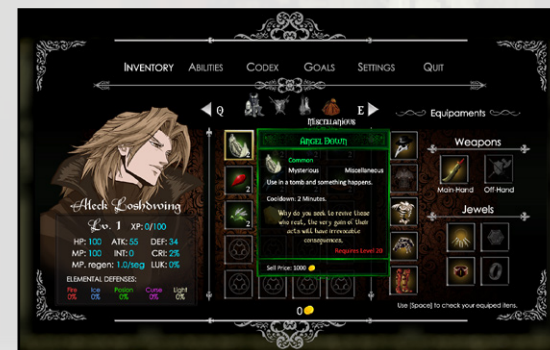 INVENTORY ABILITIES CODEX GOALS SETTINGS QUIT
Q E
Miscellanious
Equipaments
ANGEL DOWN
Common
Mysterious Miscellaneous
Use in a tomb and something happens.
Cooldown: 2 Minutes.
Why do you seek to revive those
who rest, the very gain of their
acts will have irrevocable
consequences.
Requires Level 20
Sell Price: 1000
2
2
2
0
Aleck Loshdwing
Lv. 1 XP: 0/100
HP: 100 ATK: 55 DEF: 34
MP: 100 INT: 0 CRI: 2%
MP. regen: 1.0/seg LUK: 0%
ELEMENTAL DEFENSES:
Fire Ice Poison Curse Light
0% 0% 0% 0% 0%
Weapons
Main-Hand Off-Hand
Jewels
Use [Space] to check your equiped itens.